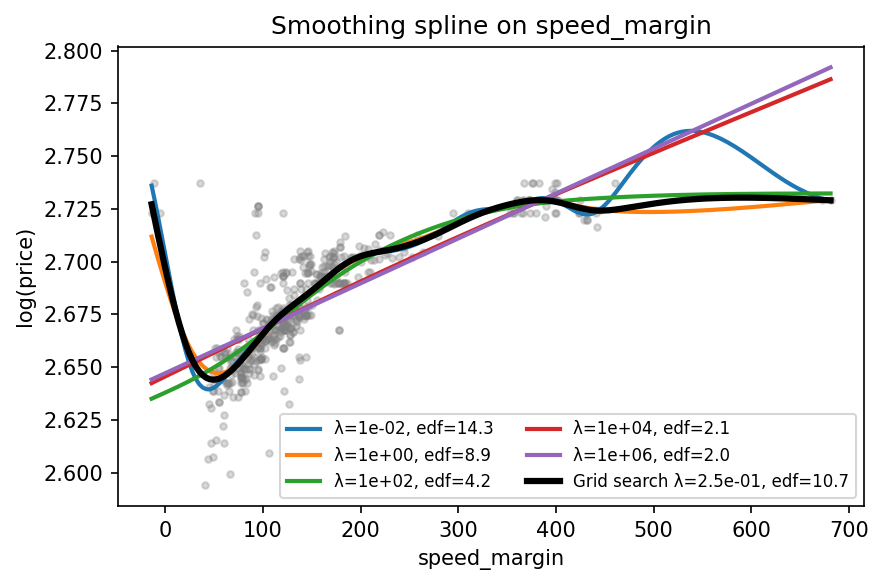 Smoothing spline on speed_margin
2.800
2.775
2.750
2.725
2.700
2.675
2.650
2.625
2.600
log(price)
λ=1e-02, edf=14.3
λ=1e+00, edf=8.9
λ=1e+02, edf=4.2
λ=1e+04, edf=2.1
λ=1e+06, edf=2.0
Grid search λ=2.5e-01, edf=10.7
0 100 200 300 400 500 600 700
speed_margin